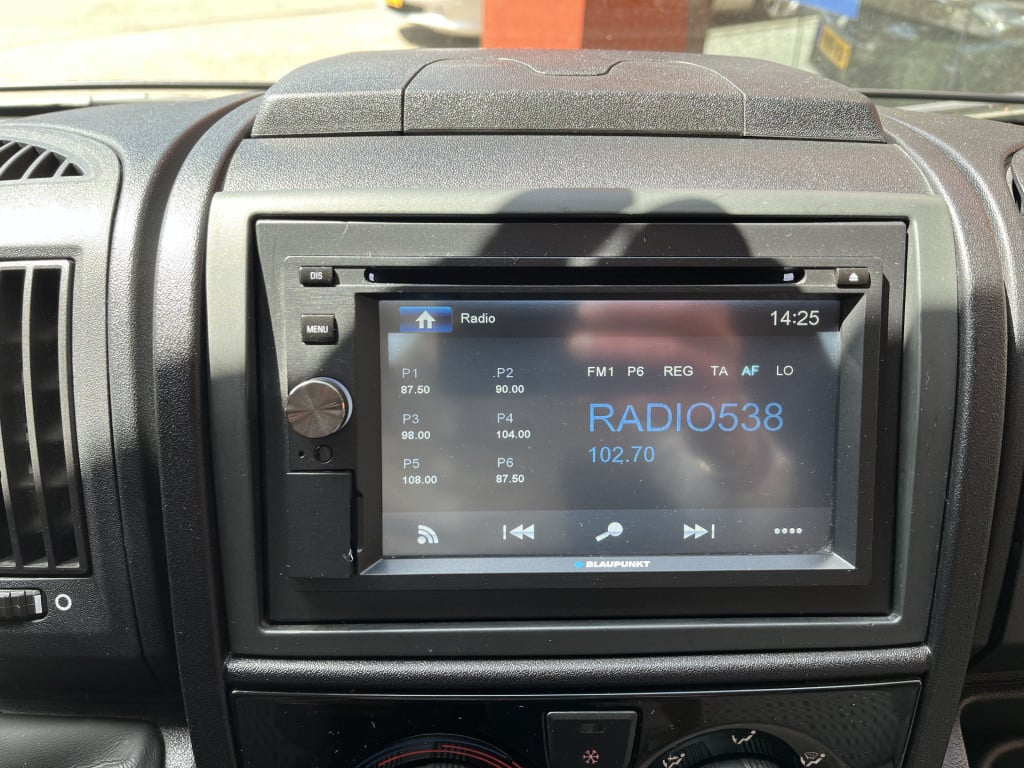 DIS
MENU
Radio
14:25
P1
87.50
P2
90.00
P3
98.00
P4
104.00
P5
108.00
P6
87.50
FM1 P6 REG TA AF LO
RADIO538
102.70
BLAUPUNKT